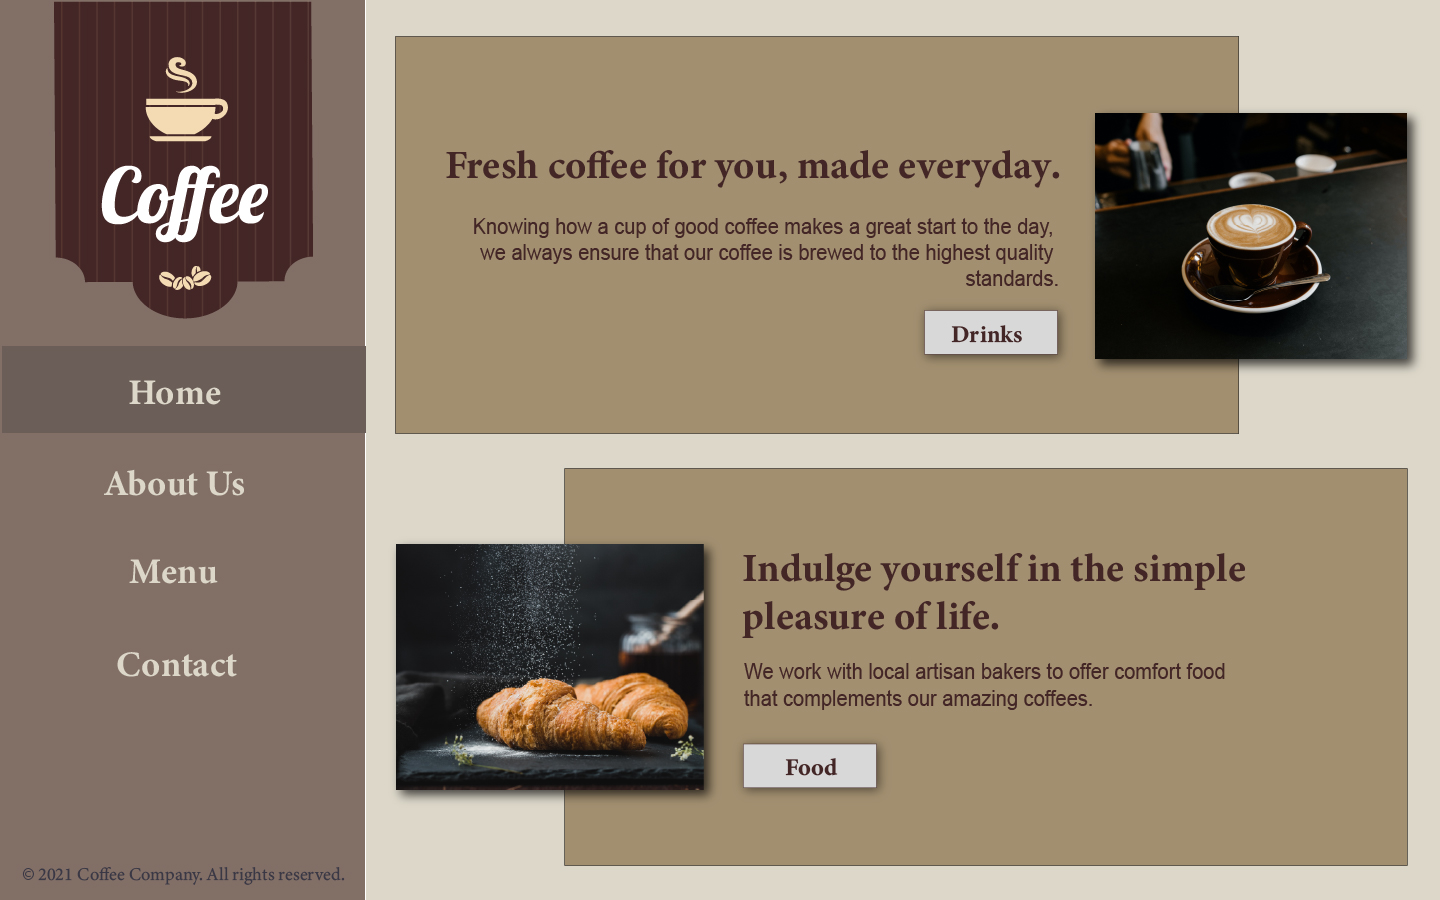 Coffee
Home
About Us
Menu
Contact
© 2021 Coffee Company. All rights reserved.
Fresh coffee for you, made everyday.
Knowing how a cup of good coffee makes a great start to the day,
we always ensure that our coffee is brewed to the highest quality
standards.
Drinks
Indulge yourself in the simple
pleasure of life.
We work with local artisan bakers to offer comfort food
that complements our amazing coffees.
Food